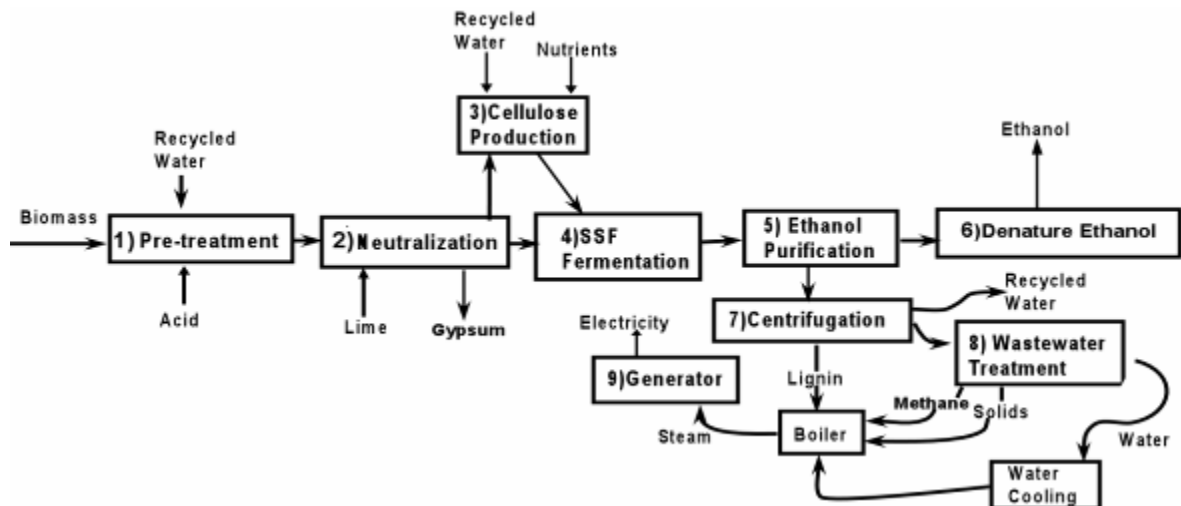 Recycled
Water
Nutrients
3)Cellulose
Production
Recycled
Water
Ethanol
Biomass
1) Pre-treatment
2)Neutralization
4)SSF
Fermentation
5) Ethanol
Purification
6)Denature Ethanol
Acid
Lime
Gypsum
Recycled
Water
Electricity
7)Centrifugation
8) Wastewater
Treatment
9)Generator
Lignin
Methane
Solids
Steam
Boiler
Water
Water
Cooling